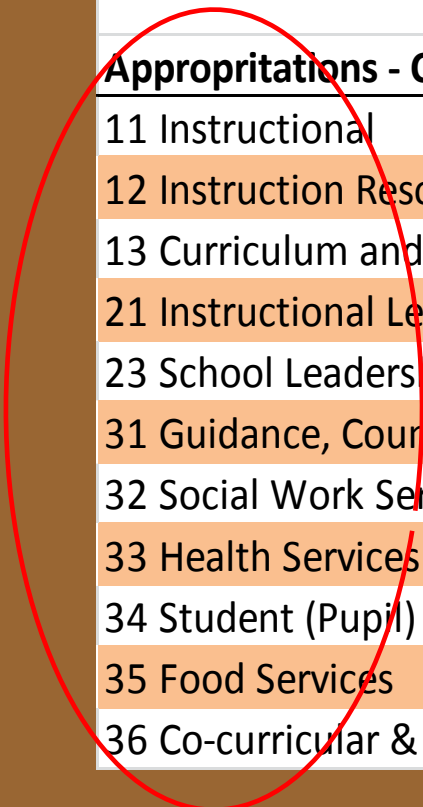 Appropritations -
11 Instructional
12 Instruction
13 Curriculum and
21 Instructional
23 School
31 Guidance,
32 Social Work
33 Health Services
34 Student (Pupil)
35 Food Services
36 Co-curricular &